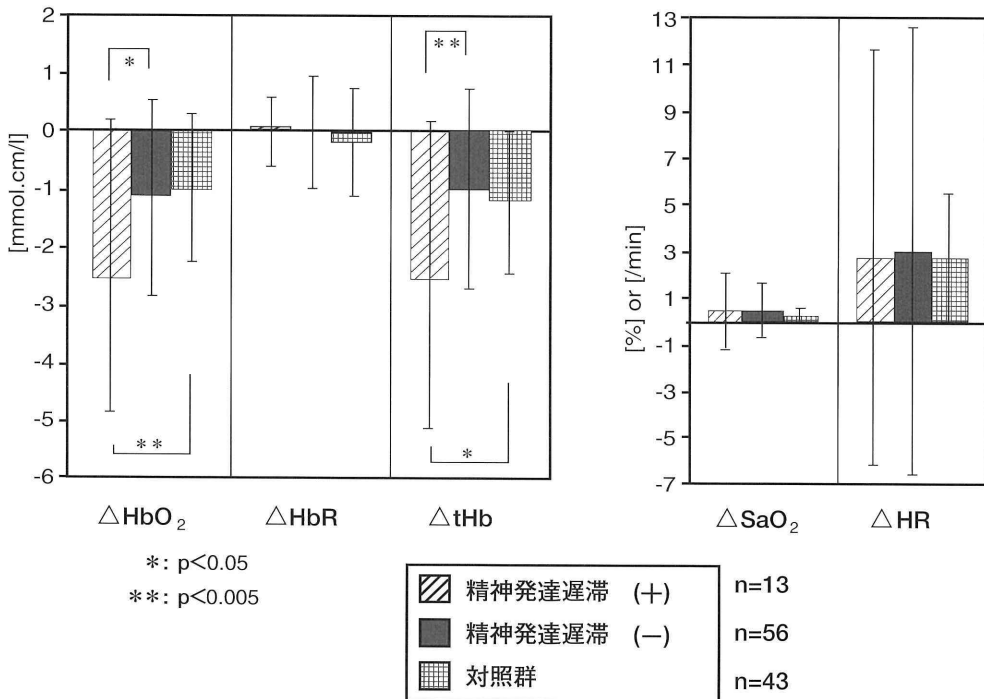 2
1
0
-1
-2
-3
-4
-5
-6
[mmol.cm/l]
*
**
**
*
△HbO2
△HbR
△tHb
*: p<0.05
**: p<0.005
13
11
9
7
5
3
1
-1
-3
-5
-7
[%] or [/min]
△SaO2
△HR
精神発達遅滞 (+) n=13
精神発達遅滞 (−) n=56
対照群 n=43